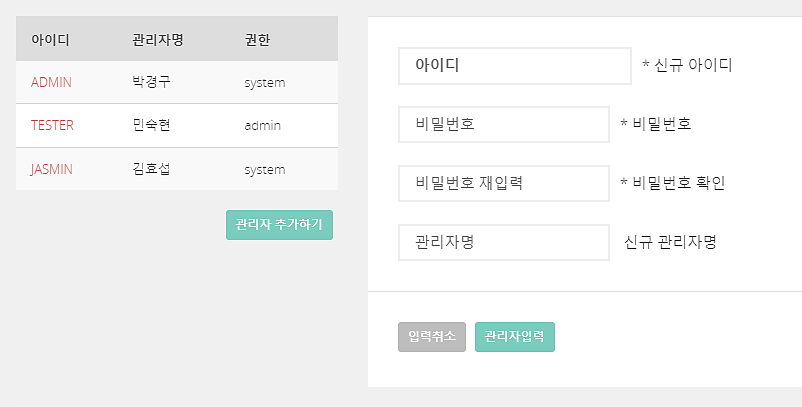 아이디 관리자명 권한
ADMIN 박경구 system
TESTER 민숙현 admin
JASMIN 김효섭 system
관리자 추가하기
아이디 * 신규 아이디
비밀번호 * 비밀번호
비밀번호 재입력 * 비밀번호 확인
관리자명 신규 관리자명
입력취소 관리자입력